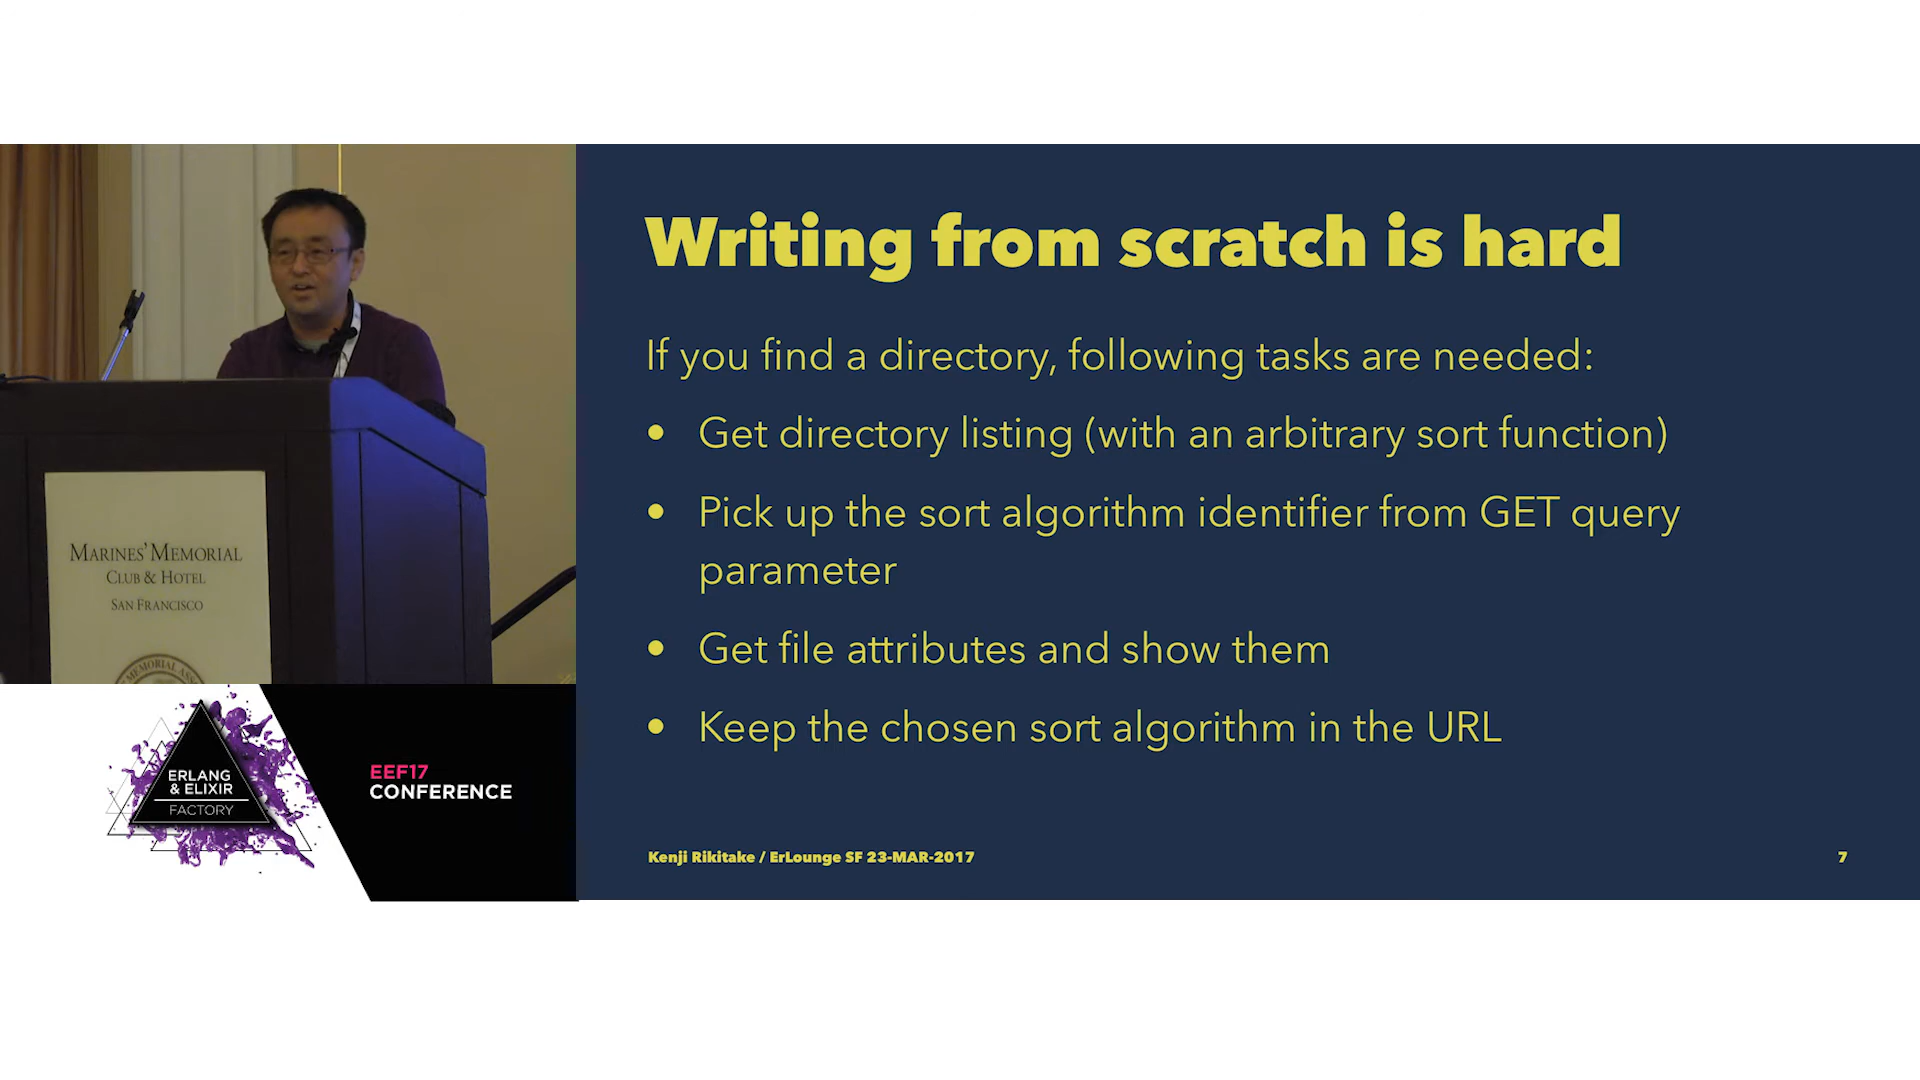 Writing from scratch is hard
If you find a directory, following tasks are needed:
• Get directory listing (with an arbitrary sort function)
• Pick up the sort algorithm identifier from GET query
parameter
• Get file attributes and show them
• Keep the chosen sort algorithm in the URL
Kenji Rikitake / ErLounge SF 23-MAR-2017
7
MARINES' MEMORIAL
CLUB & HOTEL
SAN FRANCISCO
MEMORIAL
ERLANG
& ELIXIR
FACTORY
EEF17
CONFERENCE